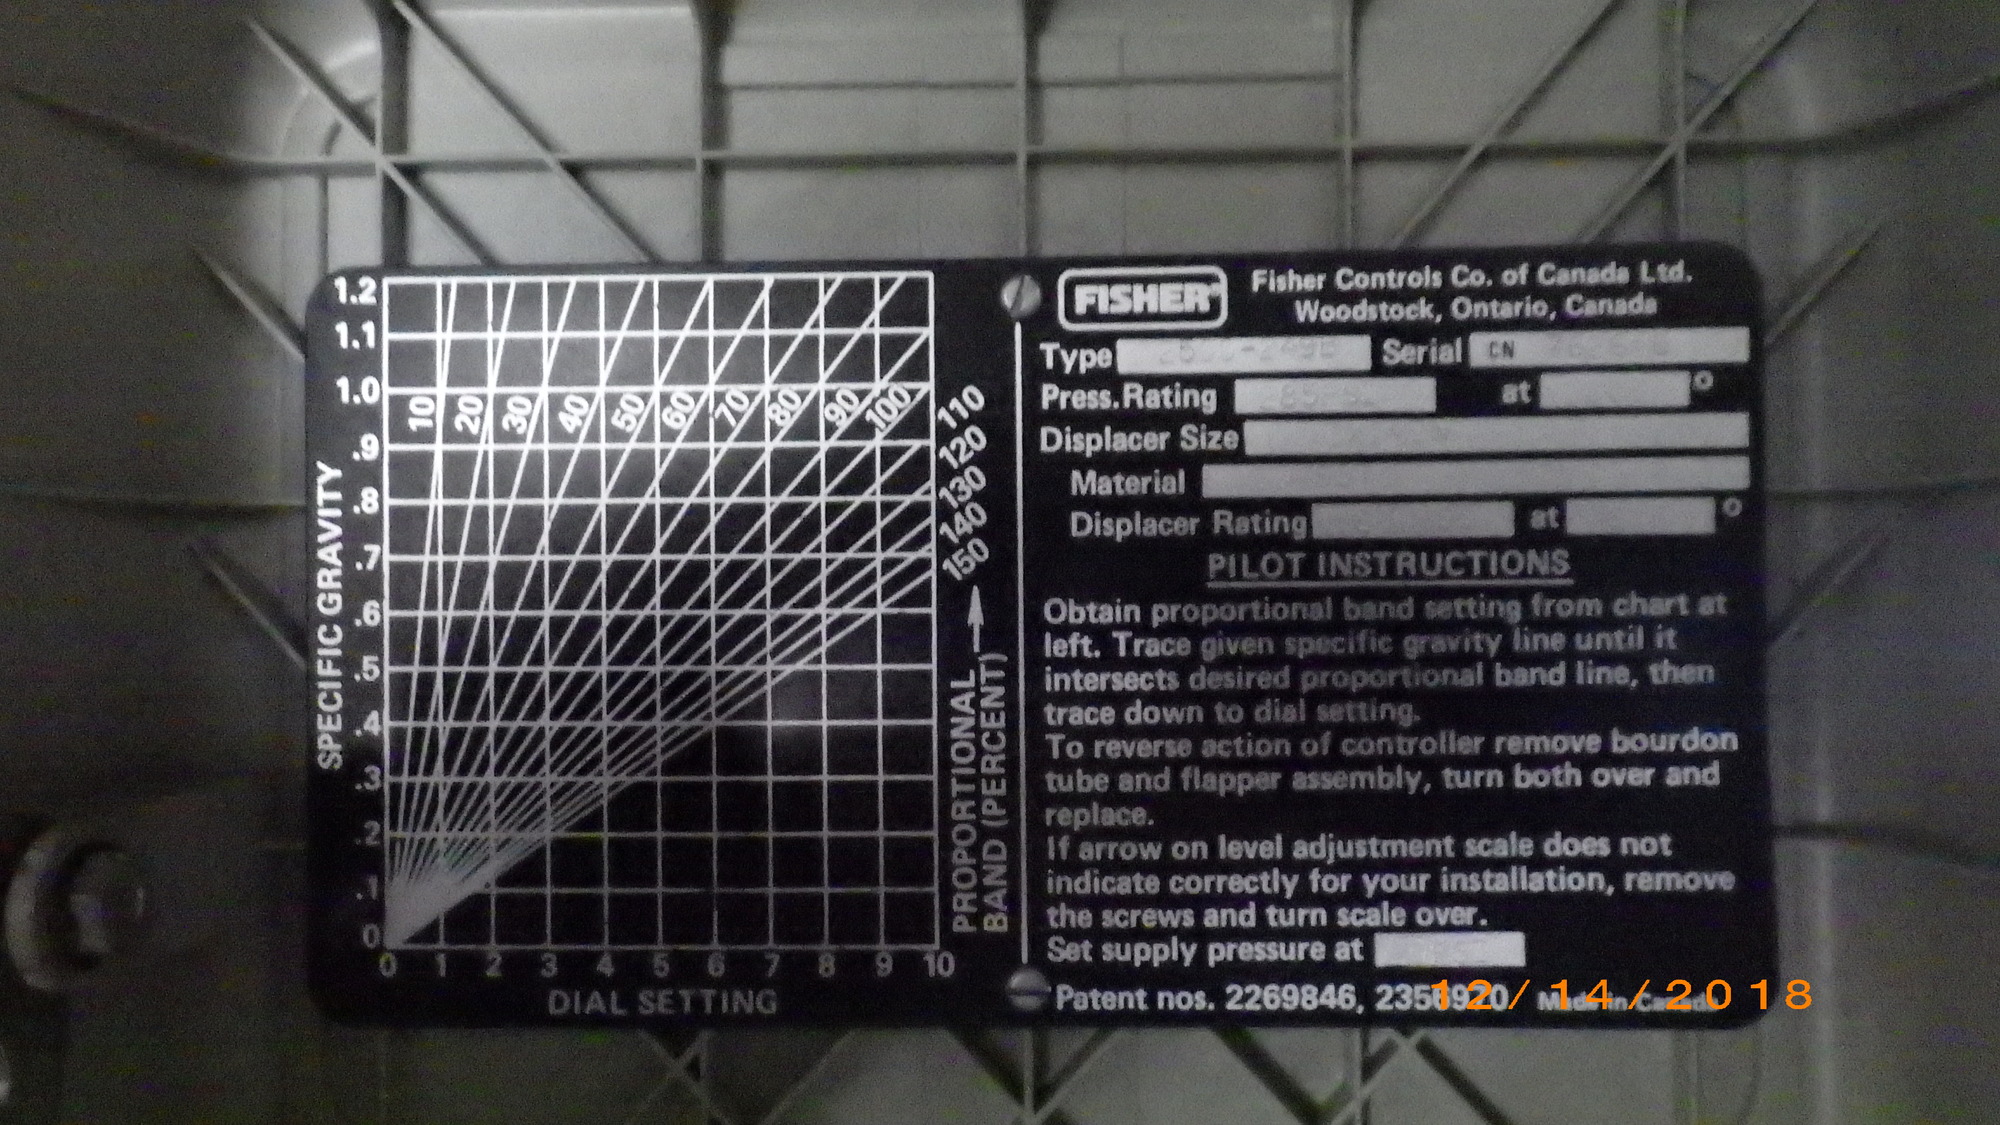 1.2
1.1
1.0
.9
.8
.7
.6
.5
.4
.3
.2
.1
0
SPECIFIC GRAVITY
10 20 30 40 50 60 70 80 90 100 110
120
130
140
150
PROPORTIONAL
BAND (PERCENT)
0 1 2 3 4 5 6 7 8 9 10
DIAL SETTING
FISHER
Fisher Controls Co. of Canada Ltd.
Woodstock, Ontario, Canada
Type Serial CN
Press.Rating at °
Displacer Size
Material
Displacer Rating at °
PILOT INSTRUCTIONS
Obtain proportional band setting from chart at
left. Trace given specific gravity line until it
intersects desired proportional band line, then
trace down to dial setting.
To reverse action of controller remove bourdon
tube and flapper assembly, turn both over and
replace.
If arrow on level adjustment scale does not
indicate correctly for your installation, remove
the screws and turn scale over.
Set supply pressure at
Patent nos. 2269846, Made in Canada
12/14/2018